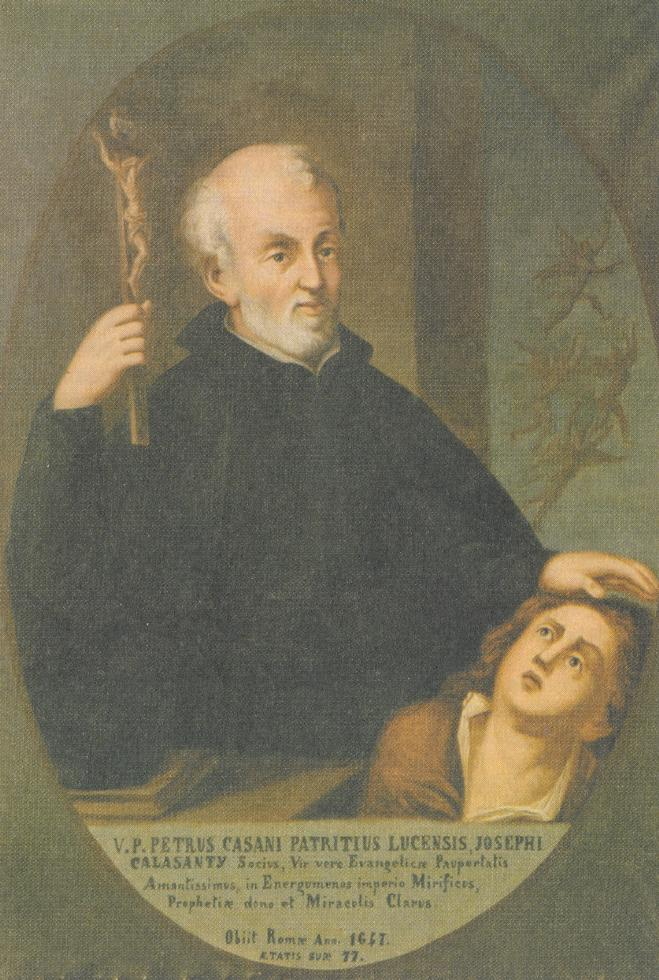 V. P. PETRUS CASANI PATRITIUS LUCENSIS, JOSEPHI
CALASANTY Socius, Vir vere Evangelicæ Paupertatis
Amantissimus, in Energumenos imperio Mirificus,
Prophetiæ dono et Miraculis Clarus.
Obiit Romæ Ann. 1647.
ÆTATIS SUÆ 77.